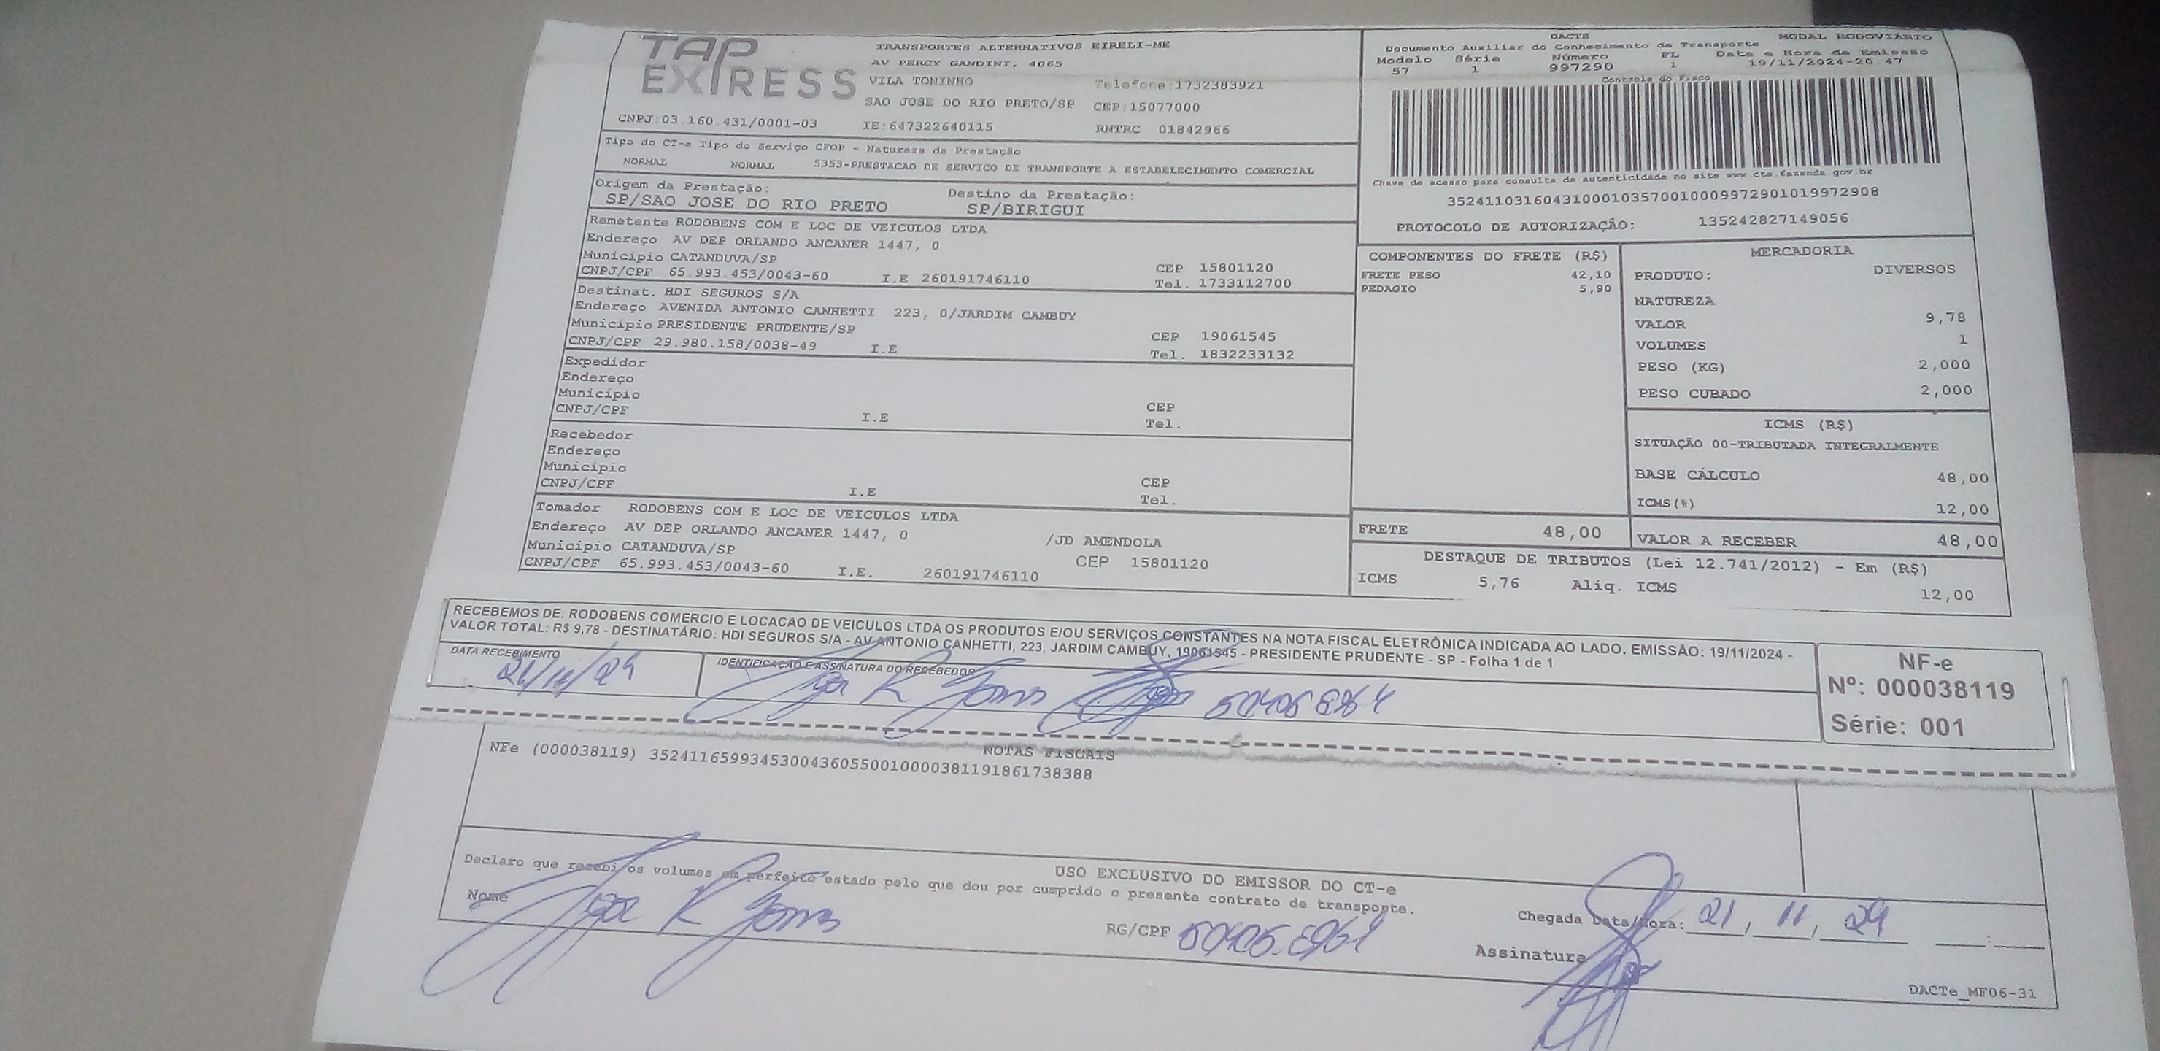 TAP EXPRESS
TRANSPORTES ALTERNATIVOS EIRELI-ME
AV PERCY GANDINI, 4065
VILA TONINHO Telefone:1732383921
SAO JOSE DO RIO PRETO/SP CEP:15077000
CNPJ:03.160.431/0001-03 IE:647322640115 RNTRC 01842966
DACTE MODAL RODOVIÁRIO
Documento Auxiliar do Conhecimento de Transporte
Modelo Série Número FL Data e Hora de Emissão
57 1 997290 1 19/11/2024-20:47
Controle do Fisco
Chave de acesso para consulta de autenticidade no site www.cte.fazenda.gov.br
35241103160431000103570010009972901019972908
PROTOCOLO DE AUTORIZAÇÃO: 135242827149056
Tipo do CT-e Tipo do Serviço CFOP - Natureza da Prestação
NORMAL NORMAL 5353-PRESTACAO DE SERVIÇO DE TRANSPORTE A ESTABELECIMENTO COMERCIAL
Origem da Prestação: Destino da Prestação:
SP/SAO JOSE DO RIO PRETO SP/BIRIGUI
Remetente RODOBENS COM E LOC DE VEICULOS LTDA
Endereço AV DEP ORLANDO ANCANER 1447, 0
Município CATANDUVA/SP CEP 15801120
CNPJ/CPF 65.993.453/0043-60 I.E 260191746110 Tel. 1733112700
Destinat. HDI SEGUROS S/A
Endereço AVENIDA ANTONIO CANHETTI 223, 0/JARDIM CAMBUY
Município PRESIDENTE PRUDENTE/SP CEP 19061545
CNPJ/CPF 29.980.158/0038-49 I.E Tel. 1832233132
Expedidor
Endereço
Município CEP
CNPJ/CPF I.E Tel.
Recebedor
Endereço
Município CEP
CNPJ/CPF I.E Tel.
Tomador RODOBENS COM E LOC DE VEICULOS LTDA
Endereço AV DEP ORLANDO ANCANER 1447, 0 /JD AMENDOLA
Município CATANDUVA/SP CEP 15801120
CNPJ/CPF 65.993.453/0043-60 I.E. 260191746110
COMPONENTES DO FRETE (R$)
FRETE PESO 42,10
PEDAGIO 5,90
FRETE 48,00
MERCADORIA
PRODUTO: DIVERSOS
NATUREZA
VALOR 9,78
VOLUMES 1
PESO (KG) 2,000
PESO CUBADO 2,000
ICMS (R$)
SITUAÇÃO 00-TRIBUTADA INTEGRALMENTE
BASE CÁLCULO 48,00
ICMS(%) 12,00
VALOR A RECEBER 48,00
DESTAQUE DE TRIBUTOS (Lei 12.741/2012) - Em (R$)
ICMS 5,76 Aliq. ICMS 12,00
RECEBEMOS DE: RODOBENS COMERCIO E LOCACAO DE VEICULOS LTDA OS PRODUTOS E/OU SERVIÇOS CONSTANTES NA NOTA FISCAL ELETRÔNICA INDICADA AO LADO. EMISSÃO: 19/11/2024 -
VALOR TOTAL: R$ 9,78 - DESTINATÁRIO: HDI SEGUROS S/A - AV ANTONIO CANHETTI, 223, JARDIM CAMBUY, 19061545 - PRESIDENTE PRUDENTE - SP - Folha 1 de 1
DATA RECEBIMENTO IDENTIFICAÇÃO E ASSINATURA DO RECEBEDOR
21/11/24
NF-e
Nº: 000038119
Série: 001
NOTAS FISCAIS
NFe (000038119) 35241165993453004360550010000381191861738388
USO EXCLUSIVO DO EMISSOR DO CT-e
Declaro que recebi os volumes em perfeito estado pelo que dou por cumprido o presente contrato de transporte.
Nome RG/CPF
Chegada Data/Hora: 21, 11, 24
Assinatura
DACTe_MF06-31